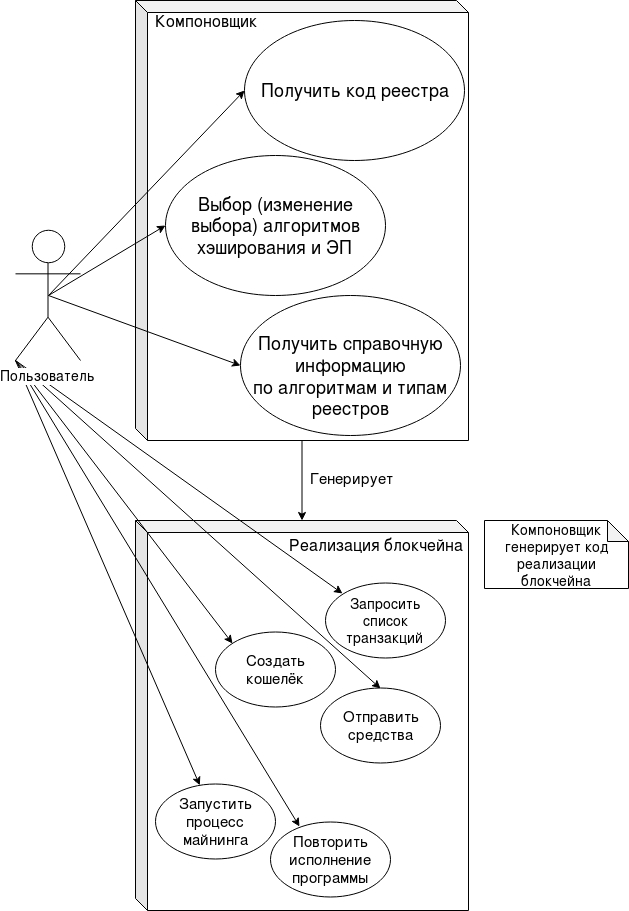 Компоновщик
Получить код реестра
Выбор (изменение
выбора) алгоритмов
хэширования и ЭП
Получить справочную
информацию
по алгоритмам и типам
реестров
Пользователь
Генерирует
Реализация блокчейна
Компоновщик
генерирует код
реализации
блокчейна
Запросить
список
транзакций
Создать
кошелёк
Отправить
средства
Запустить
процесс
майнинга
Повторить
исполнение
программы